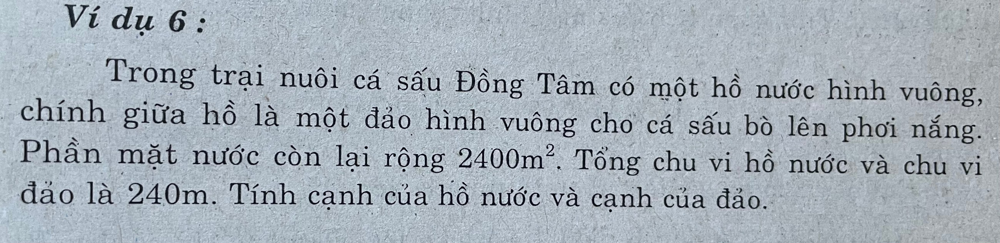 Ví dụ 6 :
Trong trại nuôi cá sấu Đồng Tâm có một hồ nước hình vuông,
chính giữa hồ là một đảo hình vuông cho cá sấu bò lên phơi nắng.
Phần mặt nước còn lại rộng 2400m². Tổng chu vi hồ nước và chu vi
đảo là 240m. Tính cạnh của hồ nước và cạnh của đảo.